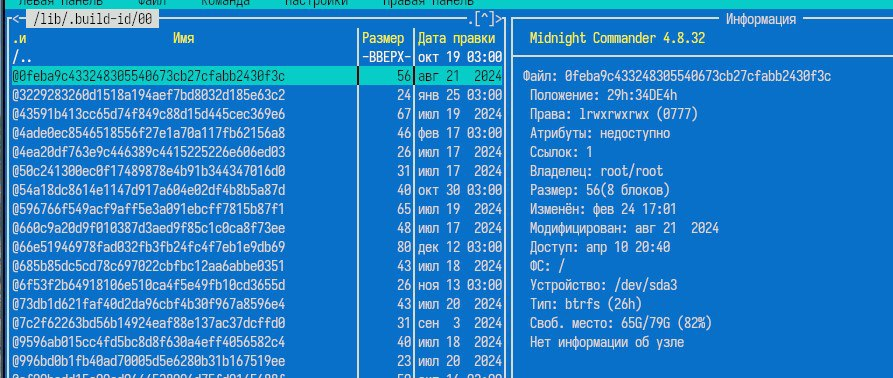 Левая панель Файл Команда Настройки Правая панель
<- /lib/.build-id/00 .[^]>
.и Имя Размер Дата правки
/.. -ВВЕРХ- окт 19 03:00
@0feba9c433248305540673cb27cfabb2430f3c 56 авг 21 2024
@3229283260d1518a194aef7bd8032d185e63c2 24 янв 25 03:00
@43591b413cc65d74f849c88d15d445cec369e6 67 июл 19 2024
@4ade0ec8546518556f27e1a70a117fb62156a8 46 фев 17 03:00
@4ea20df763e9c446389c4415225226e606ed03 26 июл 17 2024
@50c241300ec0f17489878e4b91b344347016d0 31 июл 17 2024
@54a18dc8614e1147d917a604e02df4b8b5a87d 40 окт 30 03:00
@596766f549acf9aff5e3a091ebcff7815b87f1 65 июл 19 2024
@660c9a20d9f010387d3aed9f85c1c0ca8f73ee 48 июл 17 2024
@66e51946978fad032fb3fb24fc4f7eb1e9db69 80 дек 12 03:00
@685b85dc5cd78c697022cbfbc12aa6abbe0351 43 июл 18 2024
@6f53f2b64918106e510ca4f5e49fb10cd3655d 26 ноя 13 03:00
@73db1d621faf40d2da96cbf4b30f967a8596e4 43 июл 20 2024
@7c2f62263bd56b14924eaf88e137ac37dcffd0 31 сен 3 2024
@9596ab015cc4fd5bc8d8f630a4eff4056582c4 40 июл 18 2024
@996bd0b1fb40ad70005d5e6280b31b167519ee 23 июл 20 2024
Информация
Midnight Commander 4.8.32
Файл: 0feba9c433248305540673cb27cfabb2430f3c
Положение: 29h:34DE4h
Права: lrwxrwxrwx (0777)
Атрибуты: недоступно
Ссылок: 1
Владелец: root/root
Размер: 56(8 блоков)
Изменён: фев 24 17:01
Модифицирован: авг 21 2024
Доступ: апр 10 20:40
ФС: /
Устройство: /dev/sda3
Тип: btrfs (26h)
Своб. место: 65G/79G (82%)
Нет информации об узле